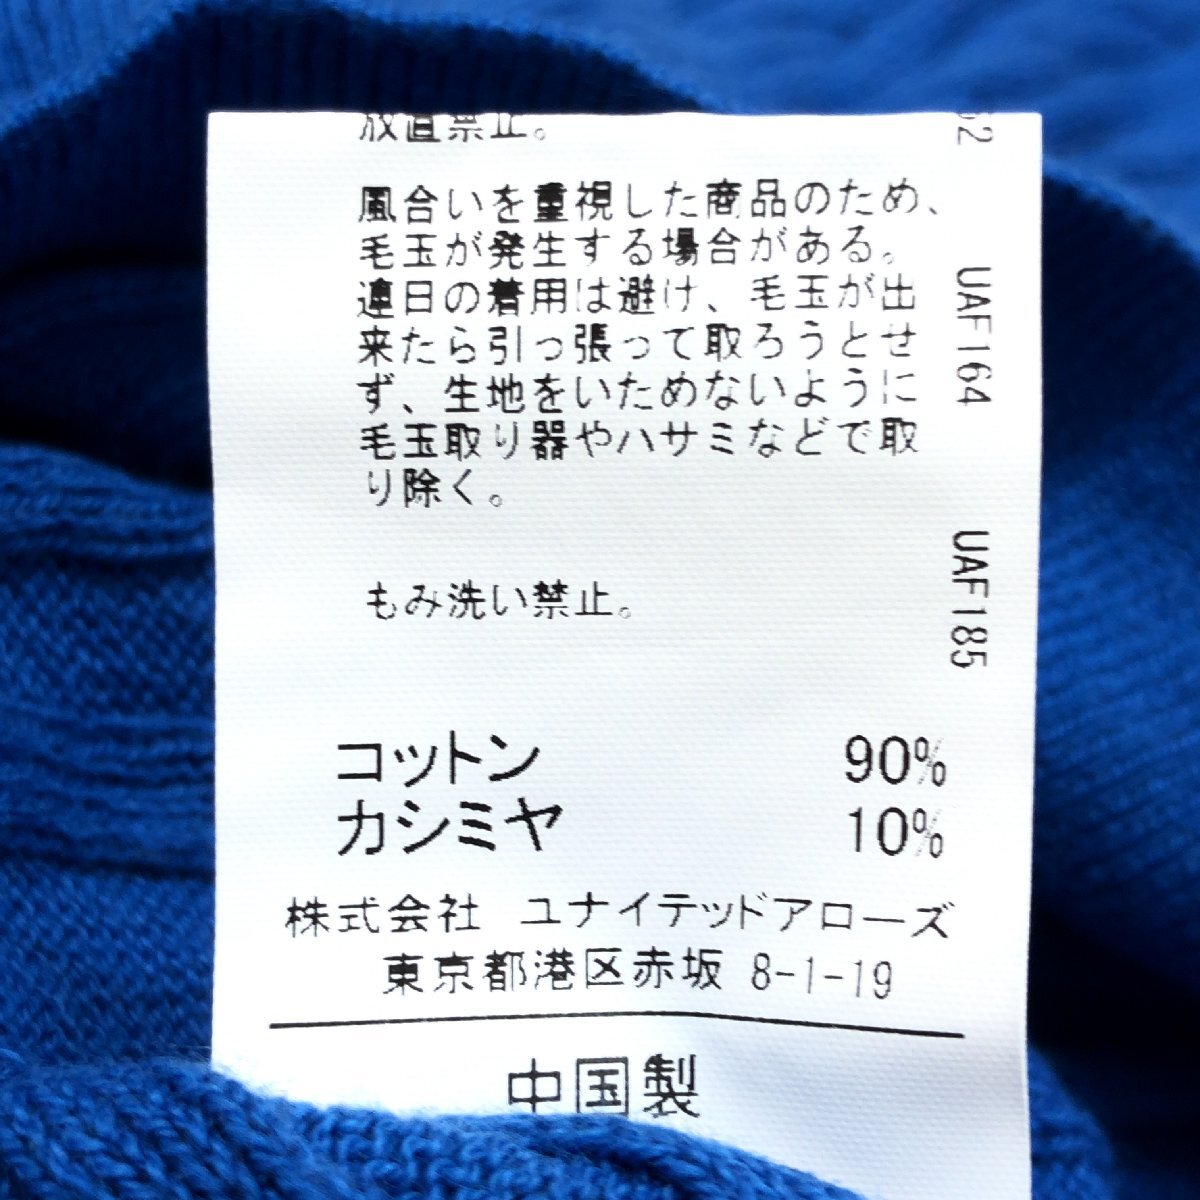 放置禁止。
風合いを重視した商品のため、
毛玉が発生する場合がある。
連日の着用は避け、毛玉が出
来たら引っ張って取ろうとせ
ず、生地をいためないように
毛玉取り器やハサミなどで取
り除く。
もみ洗い禁止。
コットン 90%
カシミヤ 10%
株式会社 ユナイテッドアローズ
東京都港区赤坂 8-1-19
中国製
UAF164
UAF185